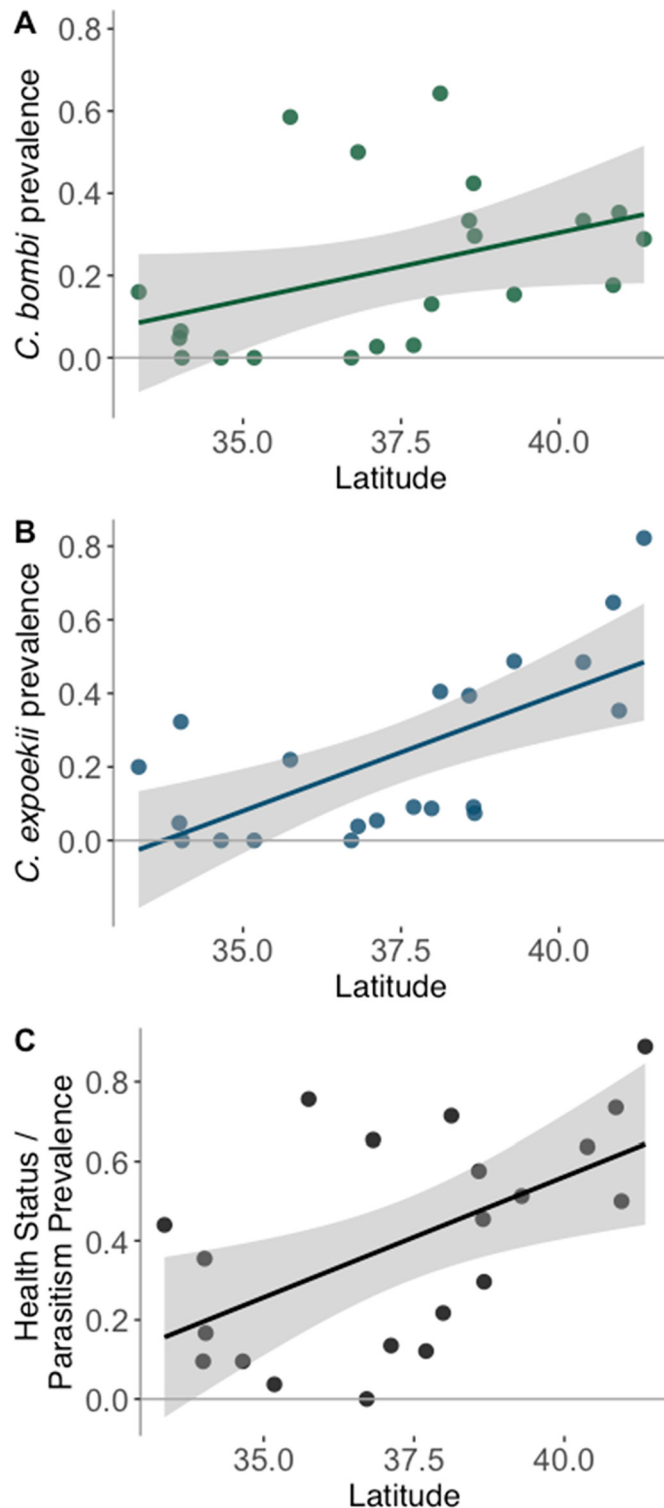 A
C. bombi prevalence
0.8
0.6
0.4
0.2
0.0
35.0 37.5 40.0
Latitude
B
C. expoekii prevalence
0.8
0.6
0.4
0.2
0.0
35.0 37.5 40.0
Latitude
C
Health Status /
Parasitism Prevalence
0.8
0.6
0.4
0.2
0.0
35.0 37.5 40.0
Latitude